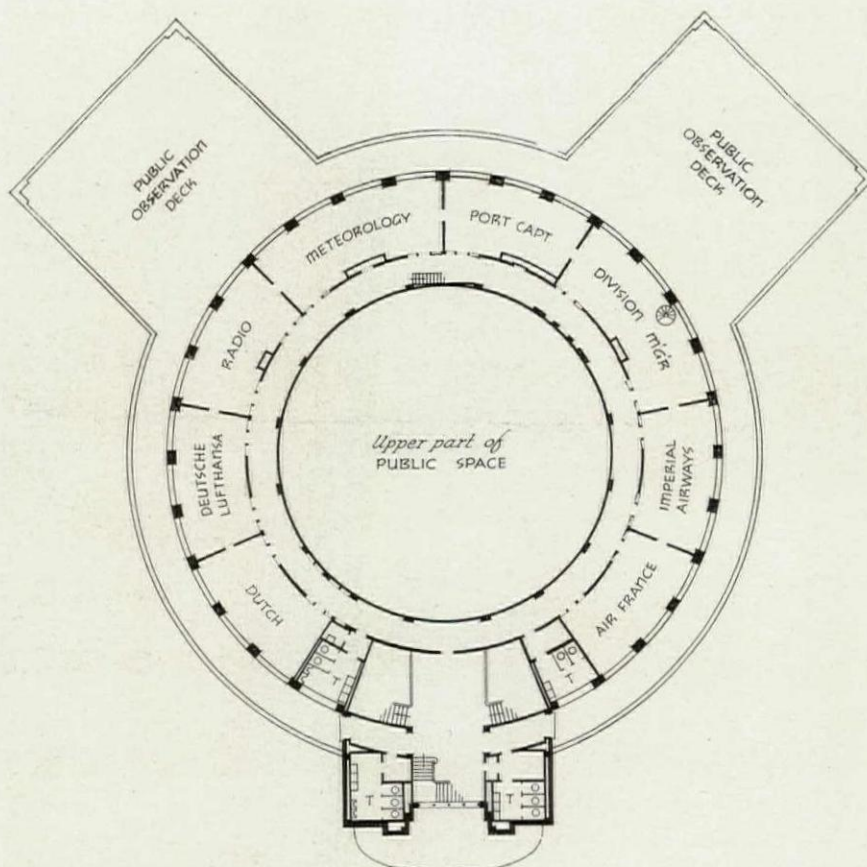 PUBLIC
OBSERVATION
DECK
PUBLIC
OBSERVATION
DECK
METEOROLOGY
PORT CAPT
RADIO
DIVISION M'G'R
DEUTSCHE
LUFTHANSA
Upper part of
PUBLIC SPACE
IMPERIAL
AIRWAYS
DUTCH
AIR FRANCE
T
T
T
T